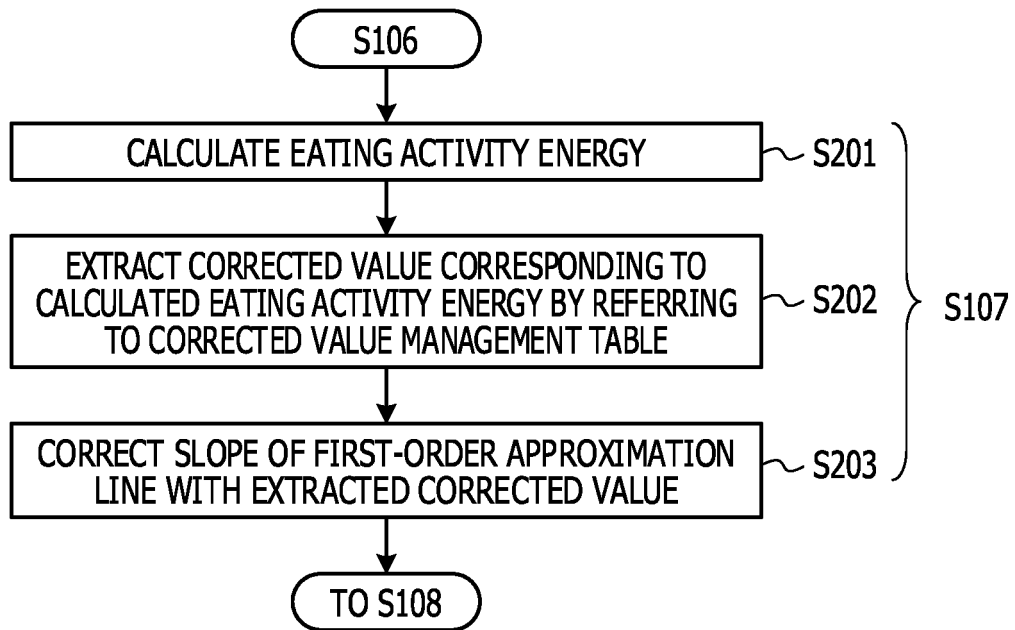 S106
CALCULATE EATING ACTIVITY ENERGY
S201
EXTRACT CORRECTED VALUE CORRESPONDING TO
CALCULATED EATING ACTIVITY ENERGY BY REFERRING
TO CORRECTED VALUE MANAGEMENT TABLE
S202
S107
CORRECT SLOPE OF FIRST-ORDER APPROXIMATION
LINE WITH EXTRACTED CORRECTED VALUE
S203
TO S108